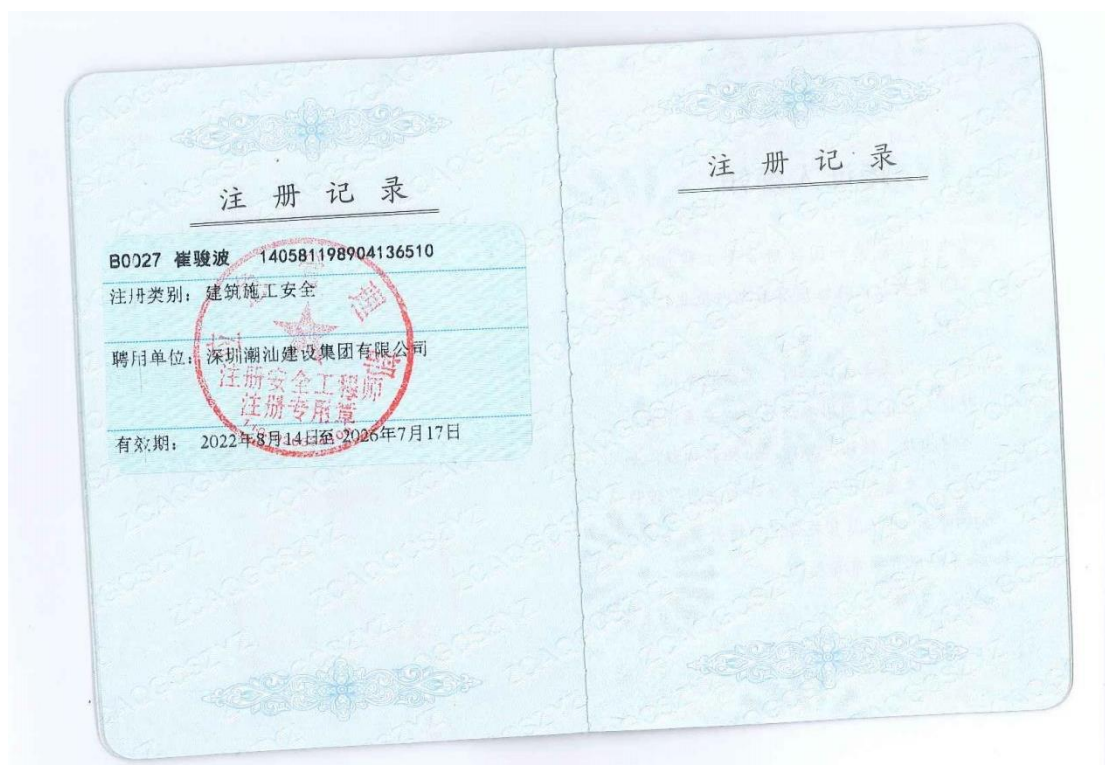 注册记录
B0027 崔骏波 140581198904136510
注册类别：建筑施工安全
聘用单位：深圳潮汕建设集团有限公司
注册安全工程师
注册专用章
有效期： 2022年8月14日至 2026年7月17日
注册记录